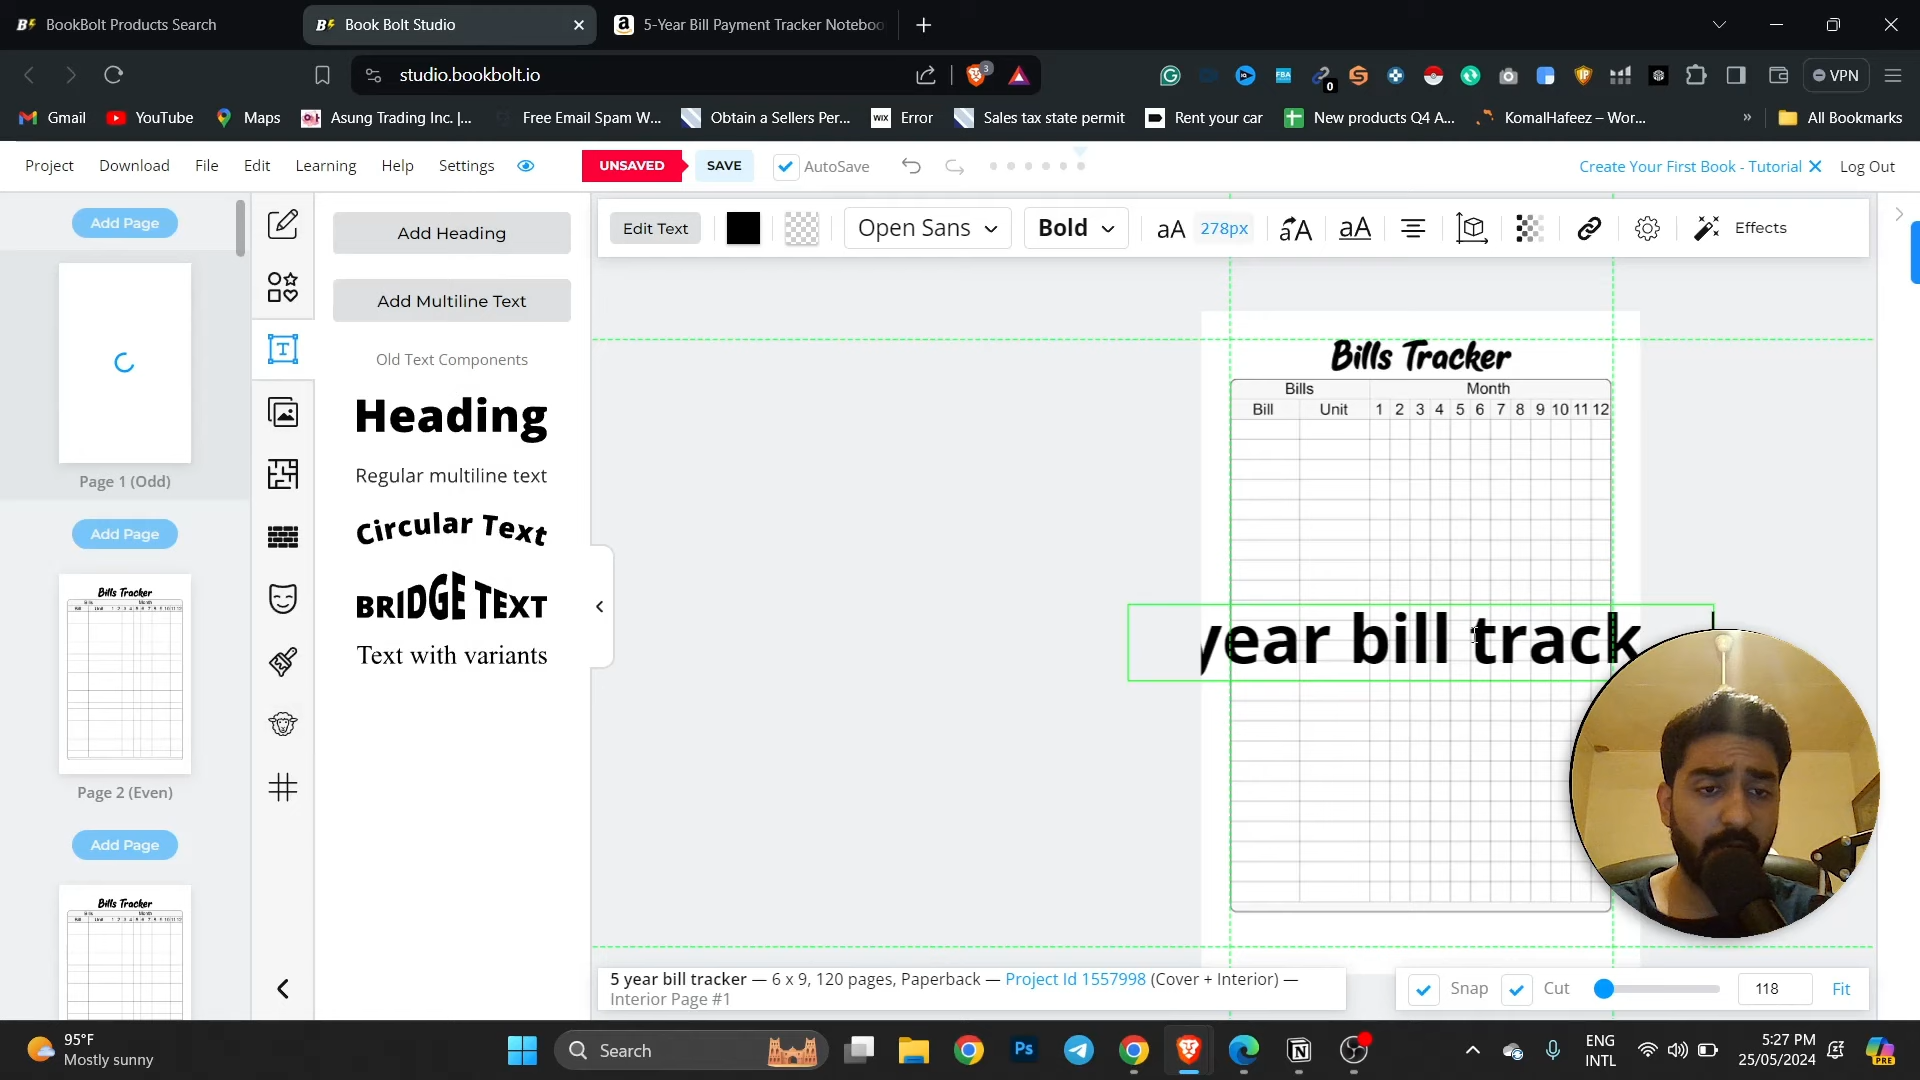 BookBolt Products Search
Book Bolt Studio
5-Year Bill Payment Tracker Noteboo
studio.bookbolt.io
VPN
Gmail
YouTube
Maps
Asung Trading Inc. |...
Free Email Spam W...
Obtain a Sellers Per...
Error
Sales tax state permit
Rent your car
New products Q4 A...
KomalHafeez – Wor...
All Bookmarks
Project
Download
File
Edit
Learning
Help
Settings
UNSAVED
SAVE
AutoSave
Create Your First Book - Tutorial
Log Out
Add Page
Page 1 (Odd)
Add Page
Bills Tracker
Page 2 (Even)
Add Page
Bills Tracker
Add Heading
Add Multiline Text
Old Text Components
Heading
Regular multiline text
Circular Text
BRIDGE TEXT
Text with variants
Edit Text
Open Sans
Bold
aA
278px
Effects
Bills Tracker
Bills
Month
Bill
Unit
1 2 3 4 5 6 7 8 9 10 11 12
year bill track
5 year bill tracker — 6 x 9, 120 pages, Paperback — Project Id 1557998 (Cover + Interior) —
Interior Page #1
Snap
Cut
118
Fit
95°F
Mostly sunny
Search
Ps
ENG
INTL
5:27 PM
25/05/2024